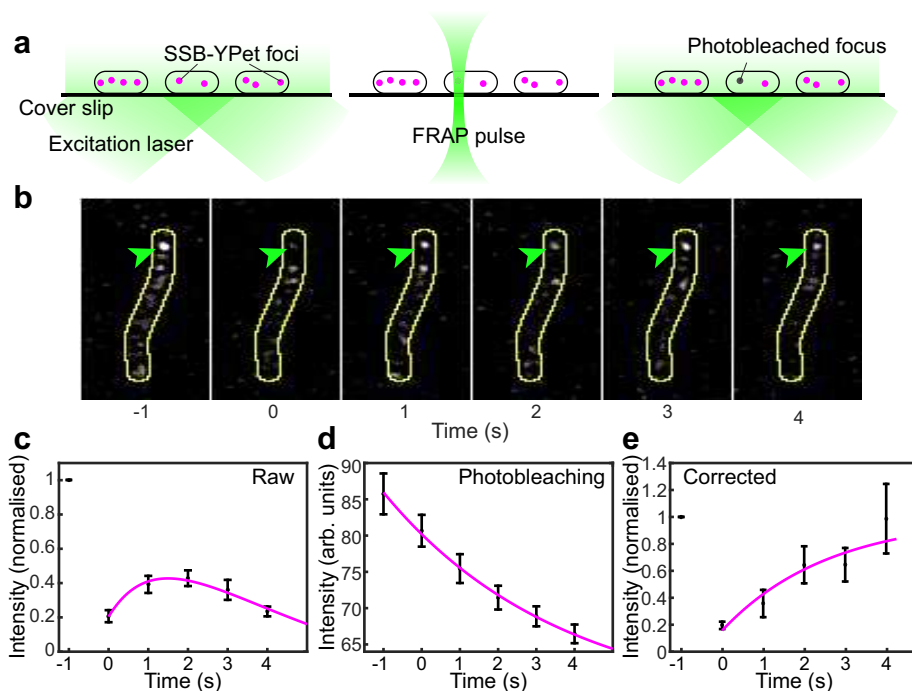 a
SSB-YPet foci
Photobleached focus
Cover slip
Excitation laser
FRAP pulse
b
-1 0 1 2 3 4
Time (s)
c d e
Raw
Intensity (normalised)
1
0.8
0.6
0.4
0.2
0
-1 0 1 2 3 4
Time (s)
Photobleaching
Intensity (arb. units)
90
85
80
75
70
65
-1 0 1 2 3 4
Time (s)
Corrected
Intensity (normalised)
1.4
1.2
1
0.8
0.6
0.4
0.2
0
-1 0 1 2 3 4
Time (s)